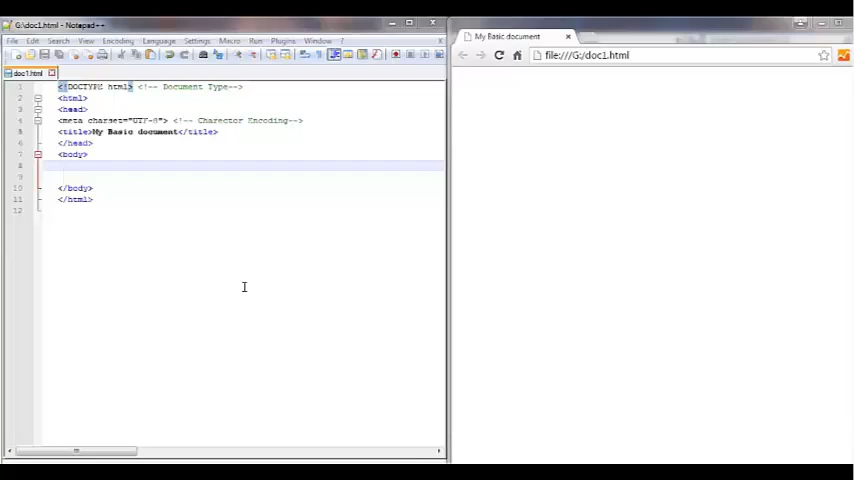 G:\doc1.html - Notepad++
File Edit Search View Encoding Language Settings Macro Run Plugins Window ? X
doc1.html
1 <!DOCTYPE html> <!-- Document Type-->
2 <html>
3 <head>
4 <meta charset="UTF-8"> <!-- Charector Encoding-->
5 <title>My Basic document</title>
6 </head>
7 <body>
8
9
10 </body>
11 </html>
12
My Basic document
file:///G:/doc1.html